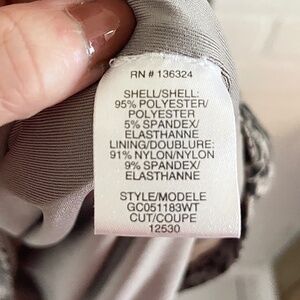 RN # 136324
SHELL/SHELL:
95% POLYESTER/
POLYESTER
5% SPANDEX/
ELASTHANNE
LINING/DOUBLURE:
91% NYLON/NYLON
9% SPANDEX/
ELASTHANNE
STYLE/MODELE
GC051183WT
CUT/COUPE
12530